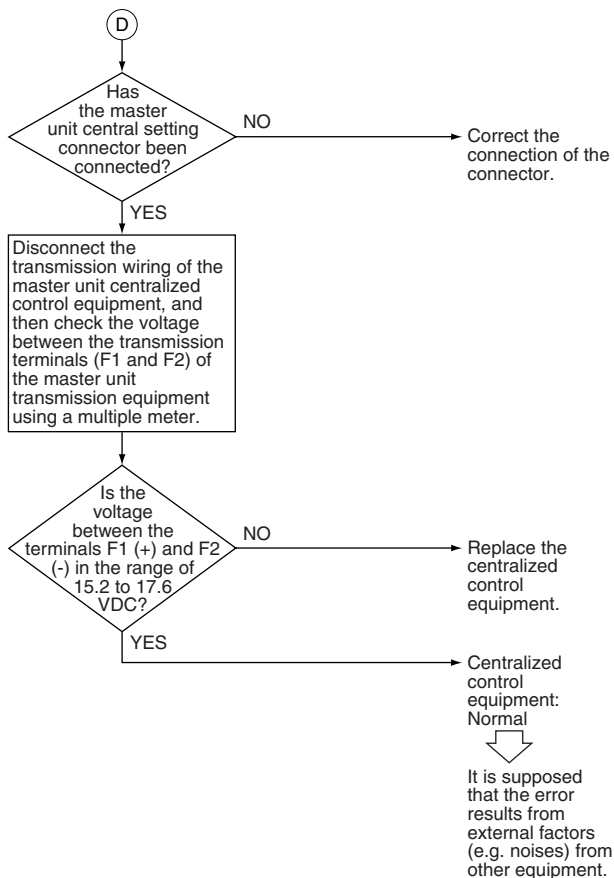 D
Has
the master
unit central setting
connector been
connected?
NO
Correct the
connection of the
connector.
YES
Disconnect the
transmission wiring of the
master unit centralized
control equipment, and
then check the voltage
between the transmission
terminals (F1 and F2) of
the master unit
transmission equipment
using a multiple meter.
Is the
voltage
between the
terminals F1 (+) and F2
(-) in the range of
15.2 to 17.6
VDC?
NO
Replace the
centralized
control
equipment.
YES
Centralized
control
equipment:
Normal
It is supposed
that the error
results from
external factors
(e.g. noises) from
other equipment.